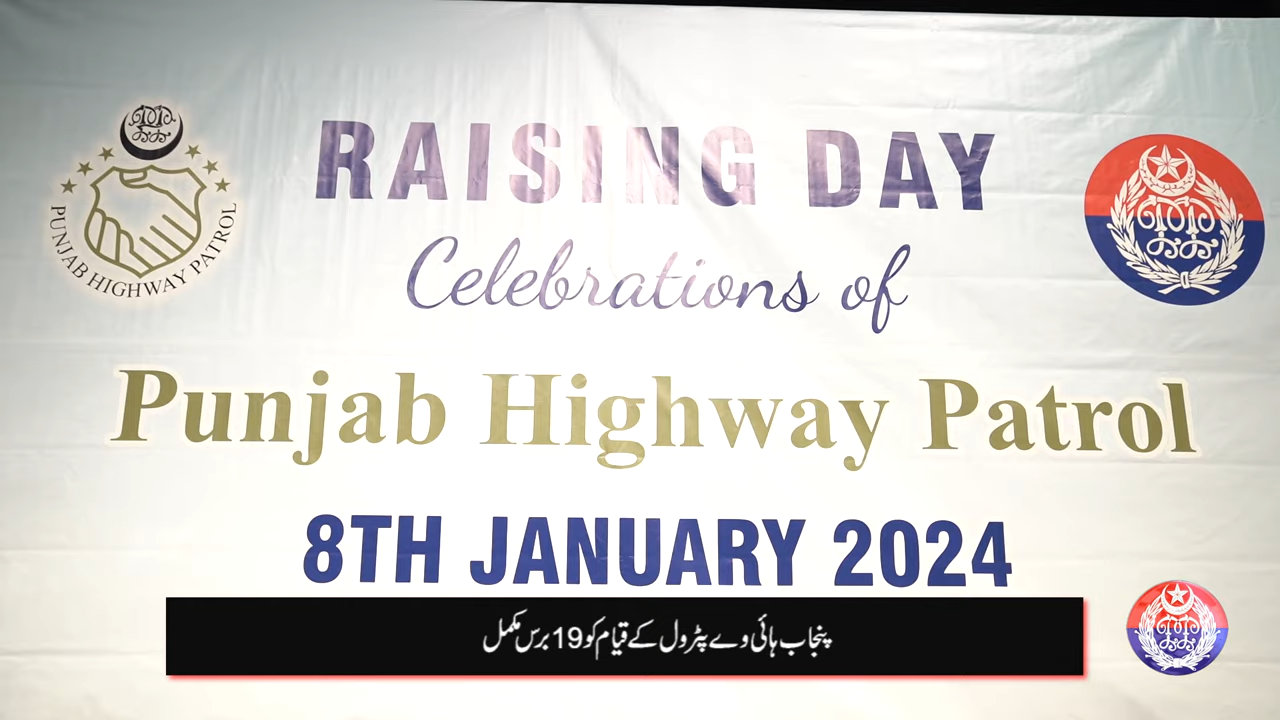 RAISING DAY
Celebrations of
Punjab Highway Patrol
8TH JANUARY 2024
PUNJAB HIGHWAY PATROL
پنجاب ہائی وے پٹرول کے قیام کو 19 برس مکمل